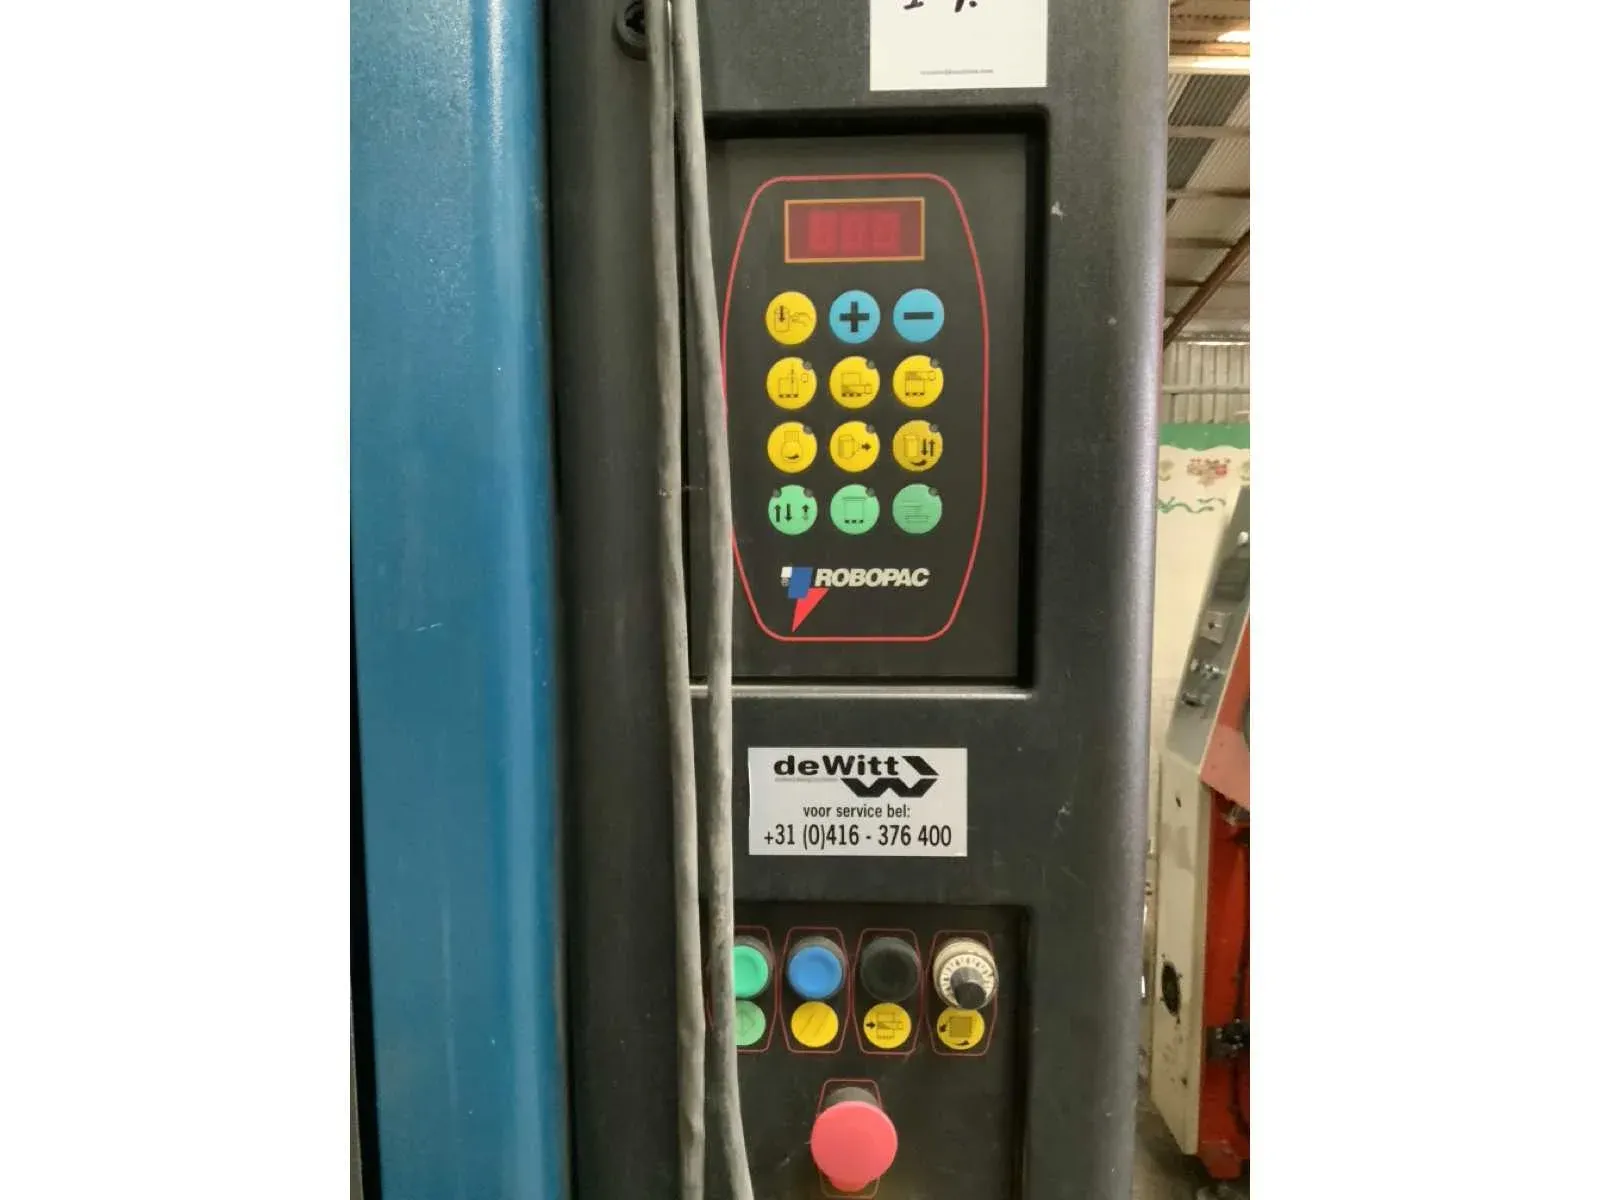 ROBOPAC
deWitt
voor service bel:
+31 (0)416 - 376 400